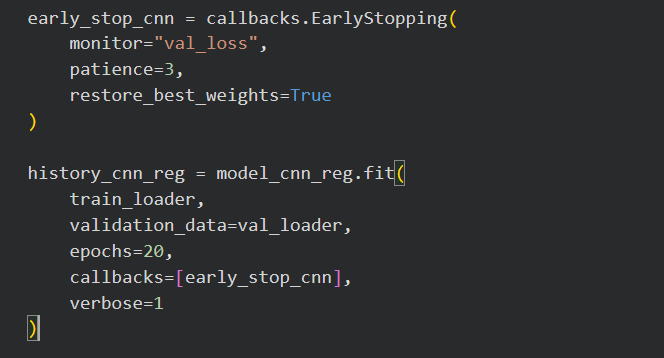 early_stop_cnn = callbacks.EarlyStopping(
    monitor="val_loss",
    patience=3,
    restore_best_weights=True
)

history_cnn_reg = model_cnn_reg.fit(
    train_loader,
    validation_data=val_loader,
    epochs=20,
    callbacks=[early_stop_cnn],
    verbose=1
)